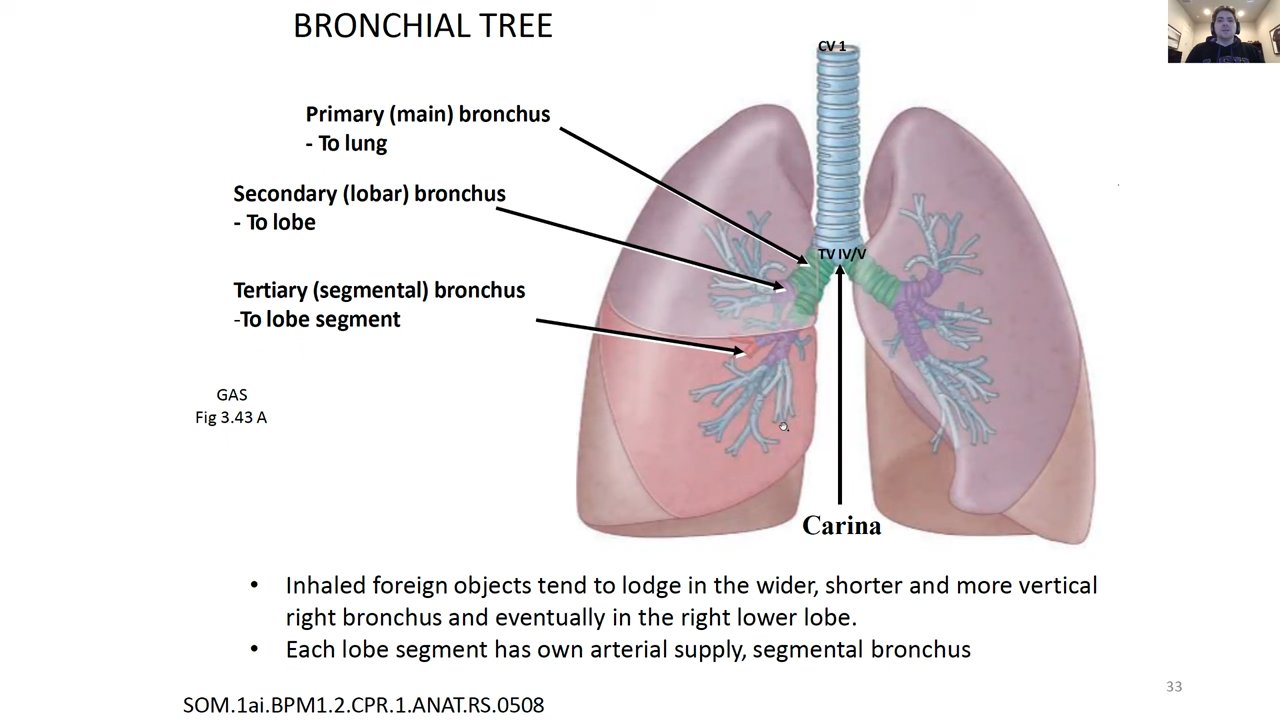 BRONCHIAL TREE
CV 1
Primary (main) bronchus
- To lung
Secondary (lobar) bronchus
- To lobe
TV IV/V
Tertiary (segmental) bronchus
-To lobe segment
GAS
Fig 3.43 A
Carina
• Inhaled foreign objects tend to lodge in the wider, shorter and more vertical
right bronchus and eventually in the right lower lobe.
• Each lobe segment has own arterial supply, segmental bronchus
33
SOM.1ai.BPM1.2.CPR.1.ANAT.RS.0508